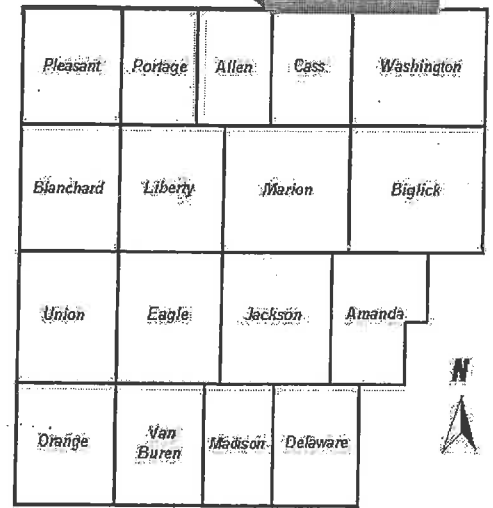 Pleasant
Portage
Allen
Cass
Washington
Blanchard
Liberty
Marion
Biglick
Union
Eagle
Jackson
Amanda
N
Orange
Van
Buren
Madison
Delaware